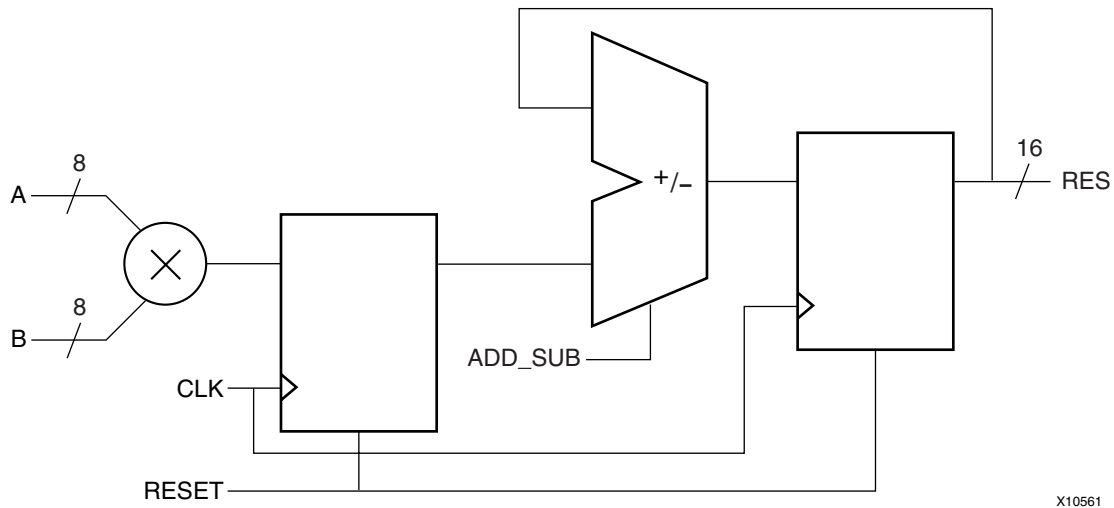 8
A
8
B
+/-
16
RES
ADD_SUB
CLK
RESET
X10561